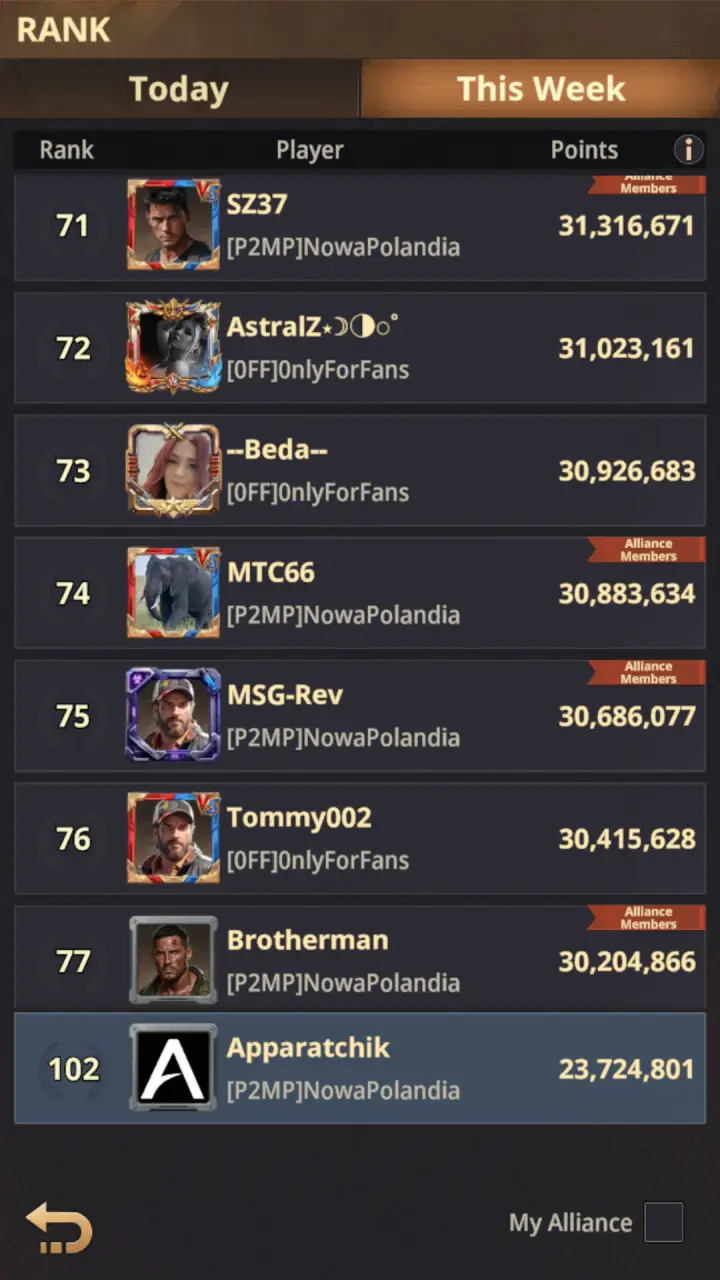 RANK
Today
This Week
Rank
Player
Points
i
Alliance
Members
71
SZ37
31,316,671
[P2MP]NowaPolandia
72
AstralZ⋆☽◑○°
31,023,161
[0FF]0nlyForFans
73
--Beda--
30,926,683
[0FF]0nlyForFans
Alliance
Members
74
MTC66
30,883,634
[P2MP]NowaPolandia
Alliance
Members
75
MSG-Rev
30,686,077
[P2MP]NowaPolandia
76
Tommy002
30,415,628
[0FF]0nlyForFans
Alliance
Members
77
Brotherman
30,204,866
[P2MP]NowaPolandia
102
Apparatchik
23,724,801
[P2MP]NowaPolandia
My Alliance